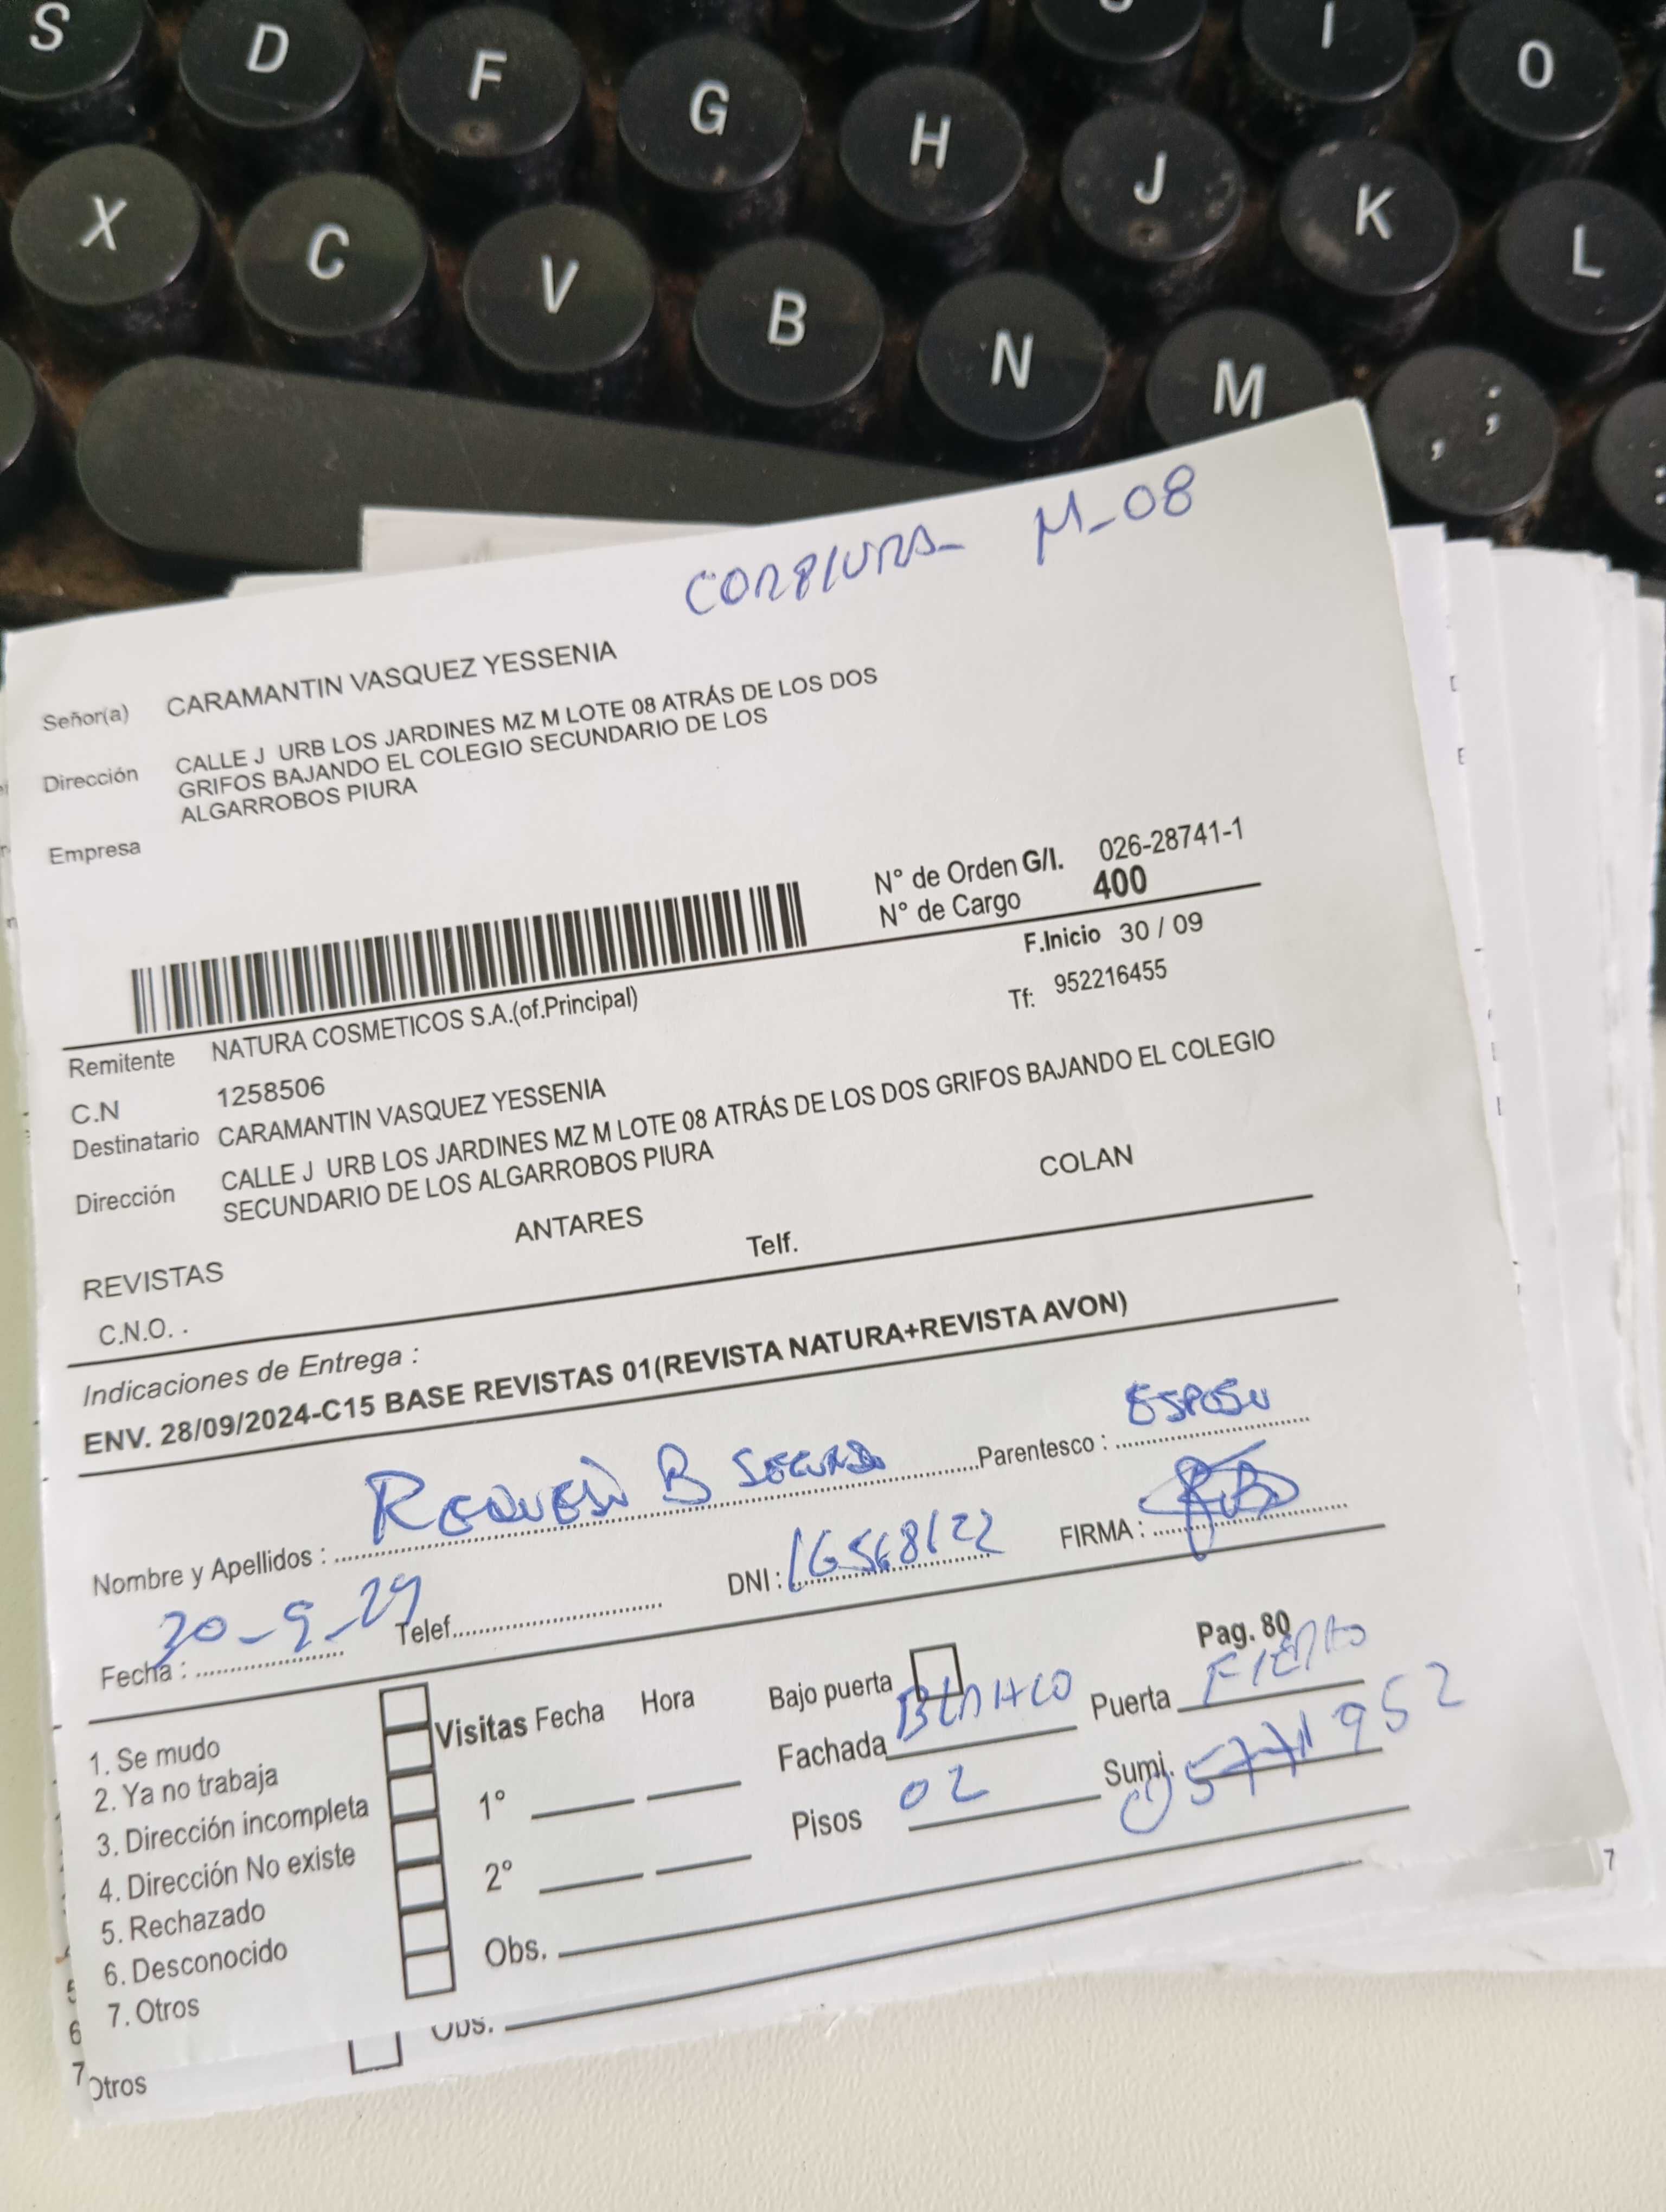 S D F G H J K L I O
X C V B N M , ;
CORPIURA_ M_08
Señor(a) CARAMANTIN VASQUEZ YESSENIA
Dirección CALLE J URB LOS JARDINES MZ M LOTE 08 ATRÁS DE LOS DOS
GRIFOS BAJANDO EL COLEGIO SECUNDARIO DE LOS
ALGARROBOS PIURA
Empresa
N° de Orden G/I. 026-28741-1
N° de Cargo 400
F.Inicio 30 / 09
Tf: 952216455
Remitente NATURA COSMETICOS S.A.(of.Principal)
C.N 1258506
Destinatario CARAMANTIN VASQUEZ YESSENIA
Dirección CALLE J URB LOS JARDINES MZ M LOTE 08 ATRÁS DE LOS DOS GRIFOS BAJANDO EL COLEGIO
SECUNDARIO DE LOS ALGARROBOS PIURA
REVISTAS ANTARES COLAN
C.N.O. . Telf.
Indicaciones de Entrega :
ENV. 28/09/2024-C15 BASE REVISTAS 01(REVISTA NATURA+REVISTA AVON)
Nombre y Apellidos : B Parentesco : ESPOSO
Fecha : 30-9-24 Telef. DNI : FIRMA :
Pag. 80
1. Se mudo
2. Ya no trabaja
3. Dirección incompleta
4. Dirección No existe
5. Rechazado
6. Desconocido
7. Otros
Visitas Fecha Hora
1°
2°
Obs.
Bajo puerta
Fachada BLANCO Puerta FIERRO
Pisos 02 Sumi.
Obs.
7
Otros